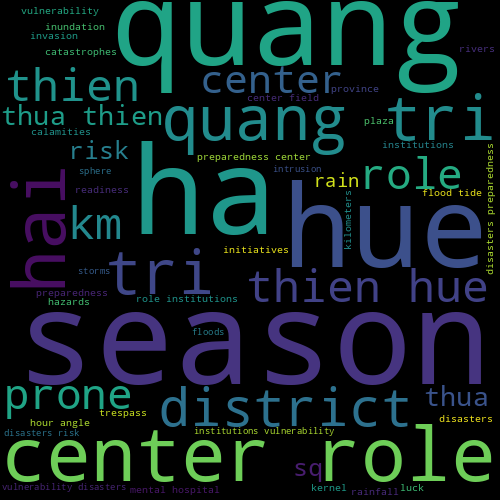 vulnerability
quang
inundation
invasion
catastrophes
rivers
thien
center
province
center field
thua thien
quang
plaza
tri
calamities
institutions
risk
preparedness center
sphere
intrusion
disasters preparedness
hai
ha
readiness
rain
role
flood tide
km
hue
kilometers
initiatives
tri
storms
thien hue
preparedness
role institutions
hazards
season
floods
prone
district
thua
trespass
hour angle
disasters
disasters risk
institutions vulnerability
center
role
sq
vulnerability disasters
mental hospital
kernel
rainfall
luck